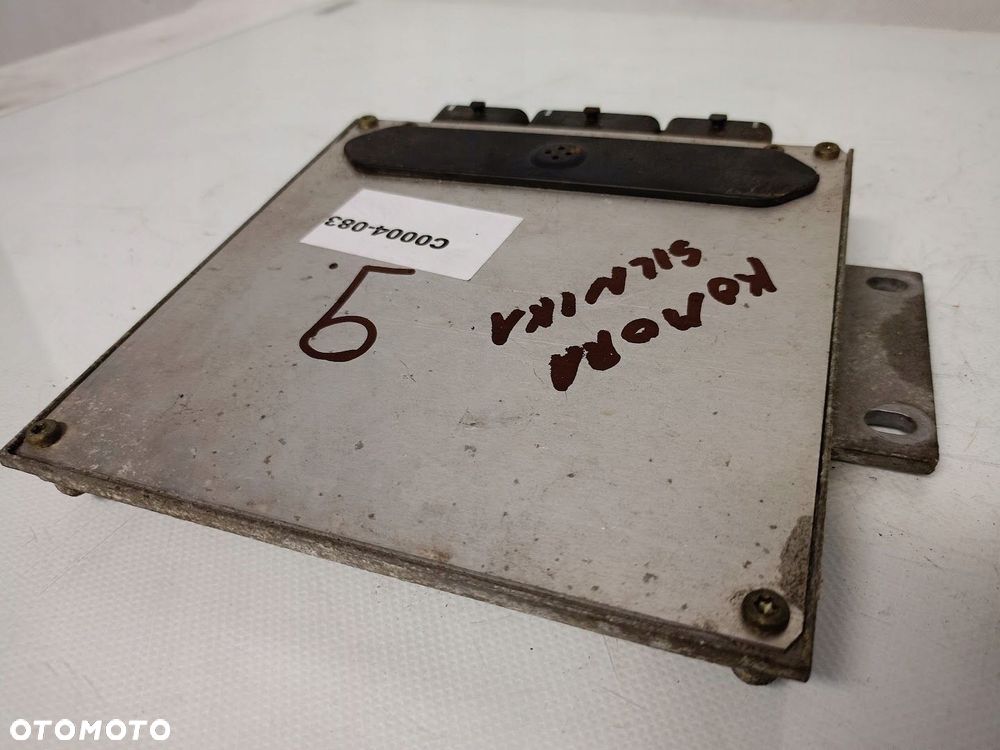 C0004-083
9.
KOMORA
SILNIKA
OTOMOTO